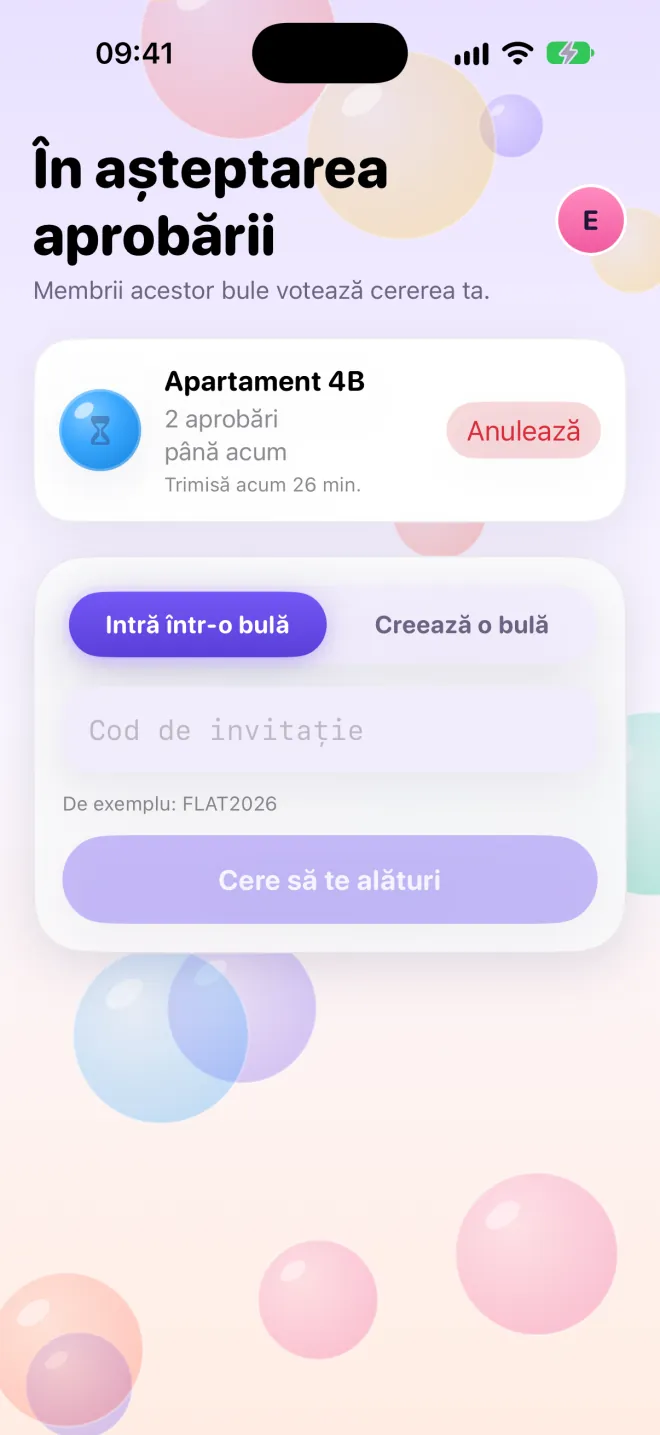 09:41
În așteptarea
aprobării
E
Membrii acestor bule votează cererea ta.
Apartament 4B
2 aprobări
până acum
Trimisă acum 26 min.
Anulează
Intră într-o bulă
Creează o bulă
Cod de invitație
De exemplu: FLAT2026
Cere să te alături